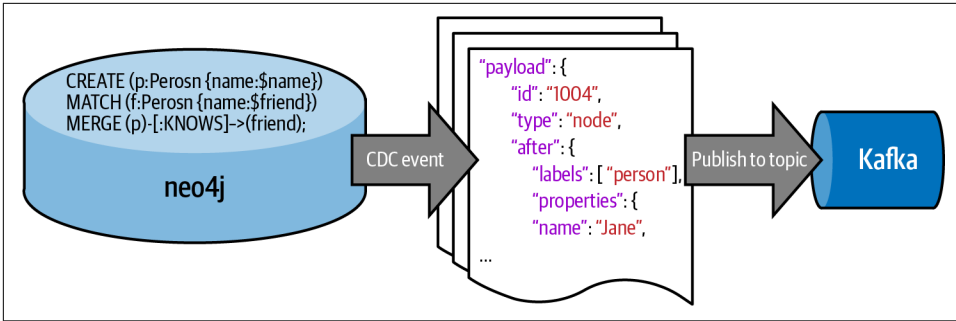 CREATE (p:Perosn {name:$name})
MATCH (f:Perosn {name:$friend})
MERGE (p)-[:KNOWS]->(friend);
neo4j
CDC event
“payload”: {
“id”: “1004”,
“type”: “node”,
“after”: {
“labels”: [ “person”],
“properties”: {
“name”: “Jane”,
...
Publish to topic
Kafka